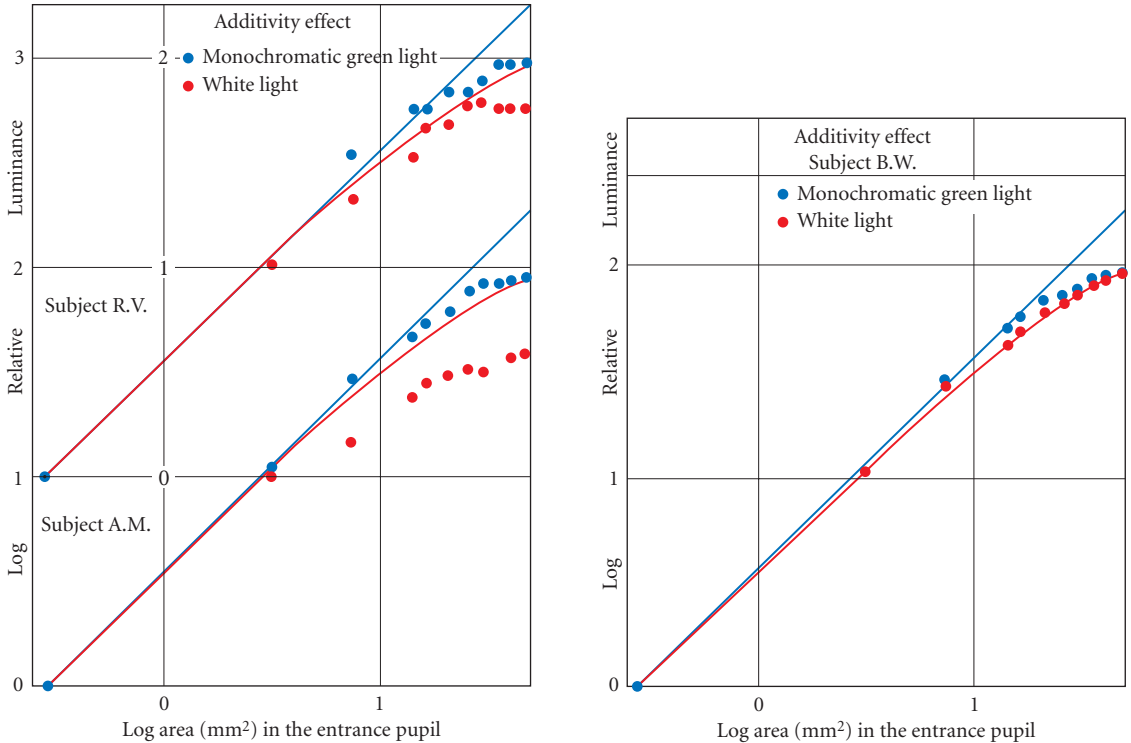 Additivity effect
Monochromatic green light
White light
3
2
2
1
1
0
0
Luminance
Relative
Log
Subject R.V.
Subject A.M.
0
1
Log area (mm²) in the entrance pupil
Additivity effect
Subject B.W.
Monochromatic green light
White light
2
1
0
Luminance
Relative
Log
0
1
Log area (mm²) in the entrance pupil